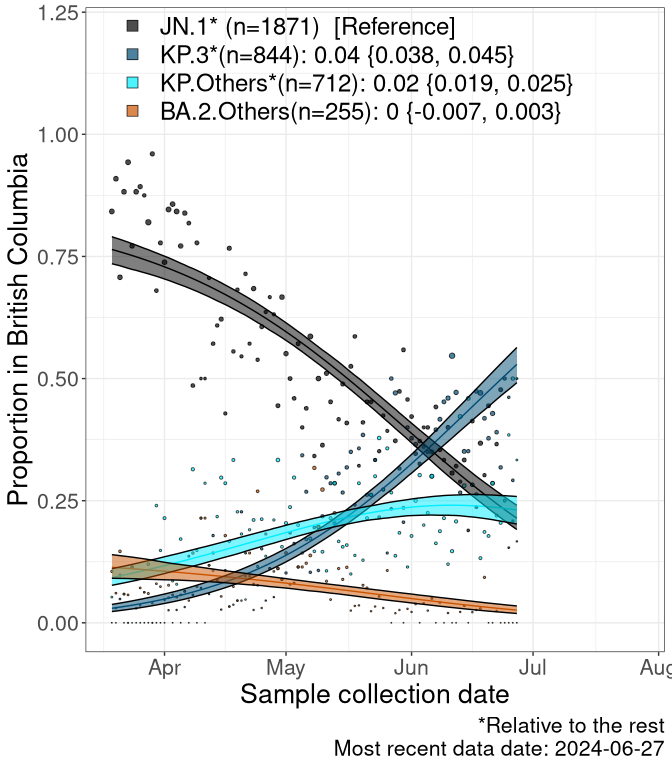 JN.1* (n=1871) [Reference]
KP.3*(n=844): 0.04 {0.038, 0.045}
KP.Others*(n=712): 0.02 {0.019, 0.025}
BA.2.Others(n=255): 0 {-0.007, 0.003}
1.25
1.00
0.75
0.50
0.25
0.00
Proportion in British Columbia
Apr May Jun Jul Aug
Sample collection date
*Relative to the rest
Most recent data date: 2024-06-27